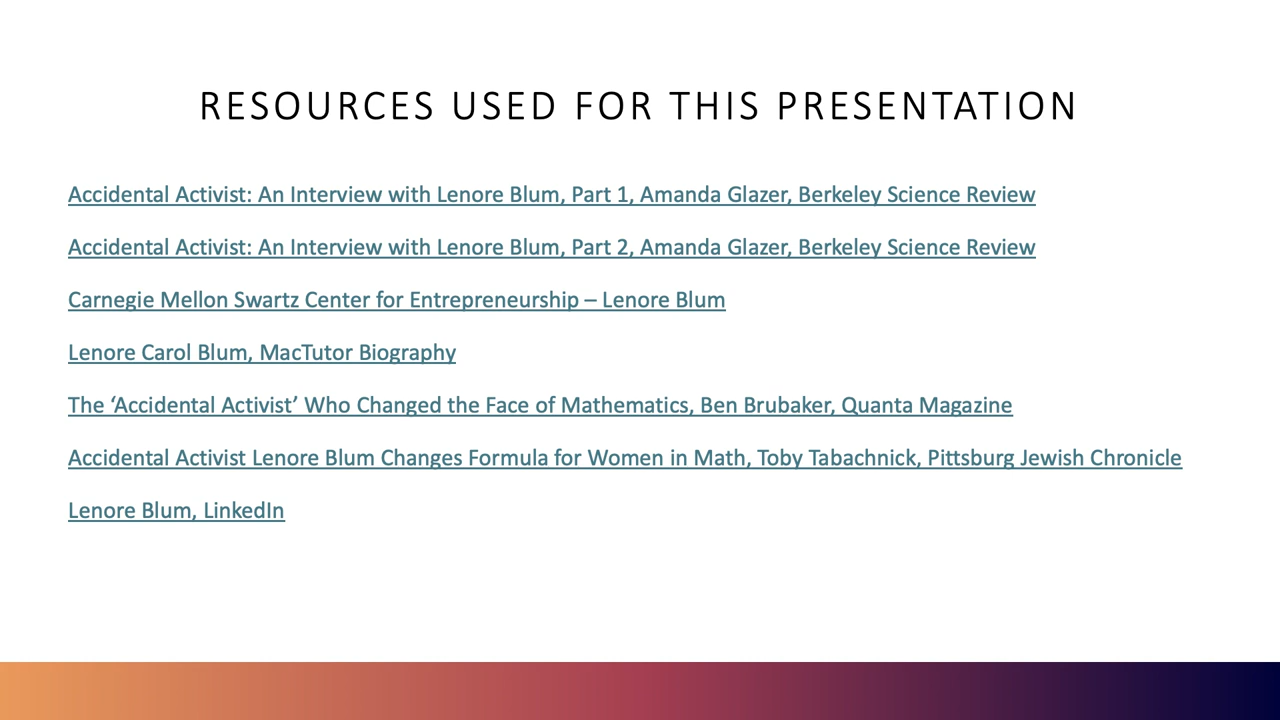 RESOURCES USED FOR THIS PRESENTATION
Accidental Activist: An Interview with Lenore Blum, Part 1, Amanda Glazer, Berkeley Science Review
Accidental Activist: An Interview with Lenore Blum, Part 2, Amanda Glazer, Berkeley Science Review
Carnegie Mellon Swartz Center for Entrepreneurship – Lenore Blum
Lenore Carol Blum, MacTutor Biography
The ‘Accidental Activist’ Who Changed the Face of Mathematics, Ben Brubaker, Quanta Magazine
Accidental Activist Lenore Blum Changes Formula for Women in Math, Toby Tabachnick, Pittsburg Jewish Chronicle
Lenore Blum, LinkedIn